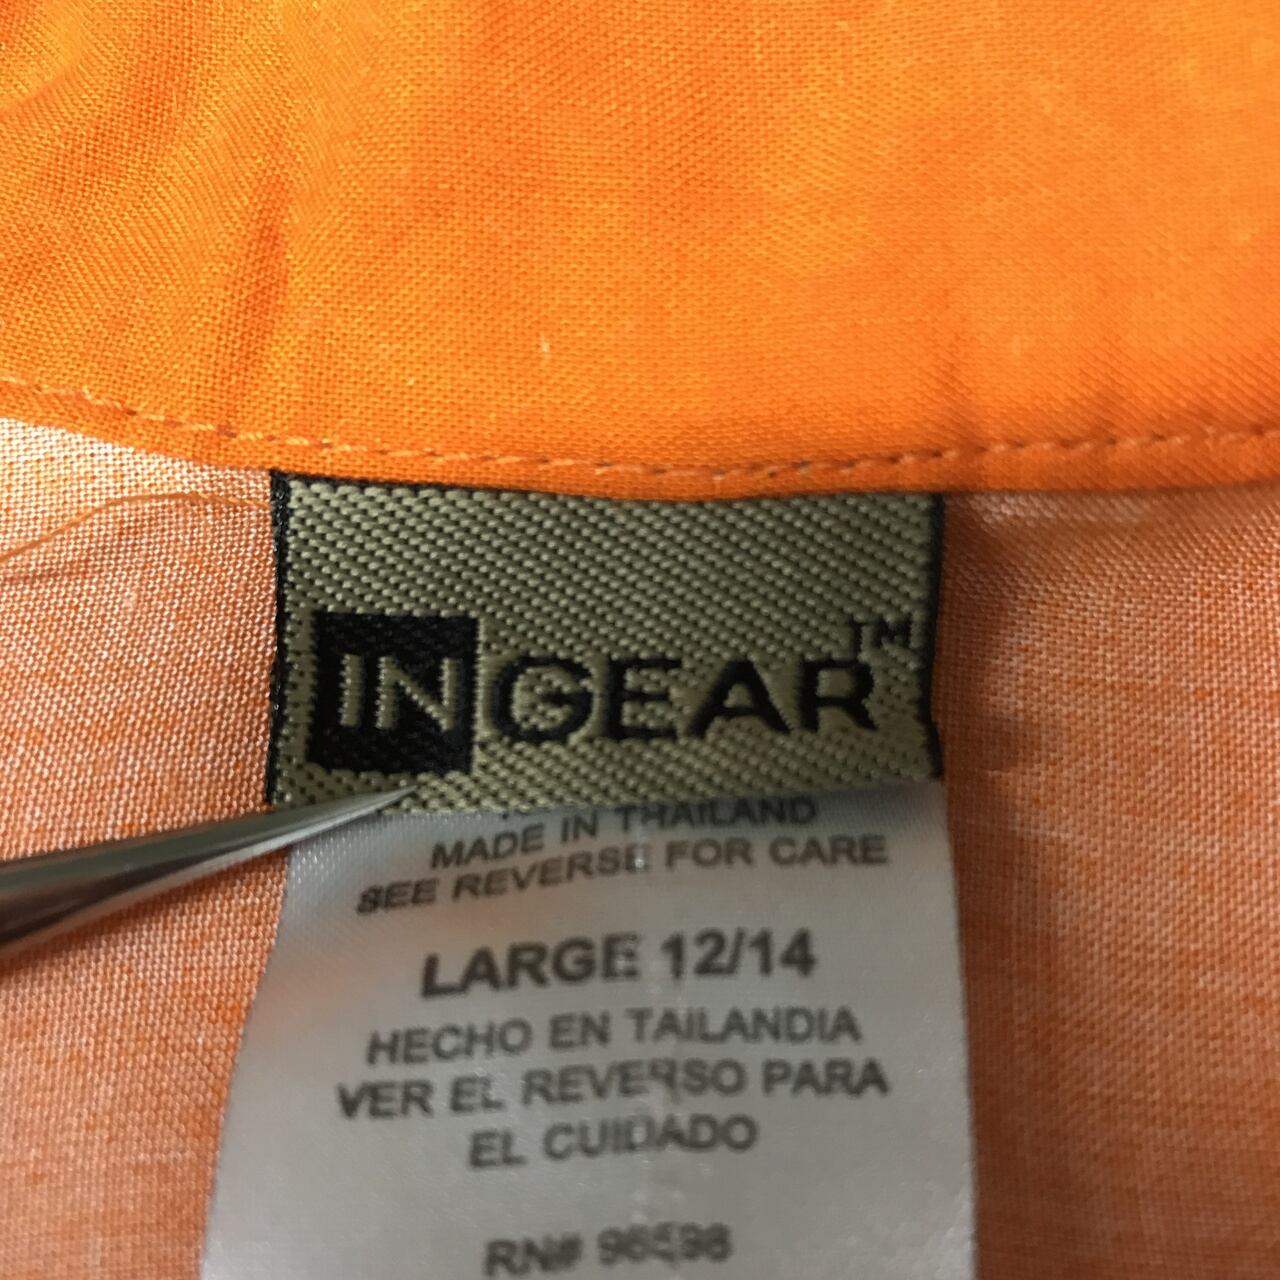 INGEAR™
MADE IN THAILAND
SEE REVERSE FOR CARE
LARGE 12/14
HECHO EN TAILANDIA
VER EL REVERSO PARA
EL CUIDADO
RN#